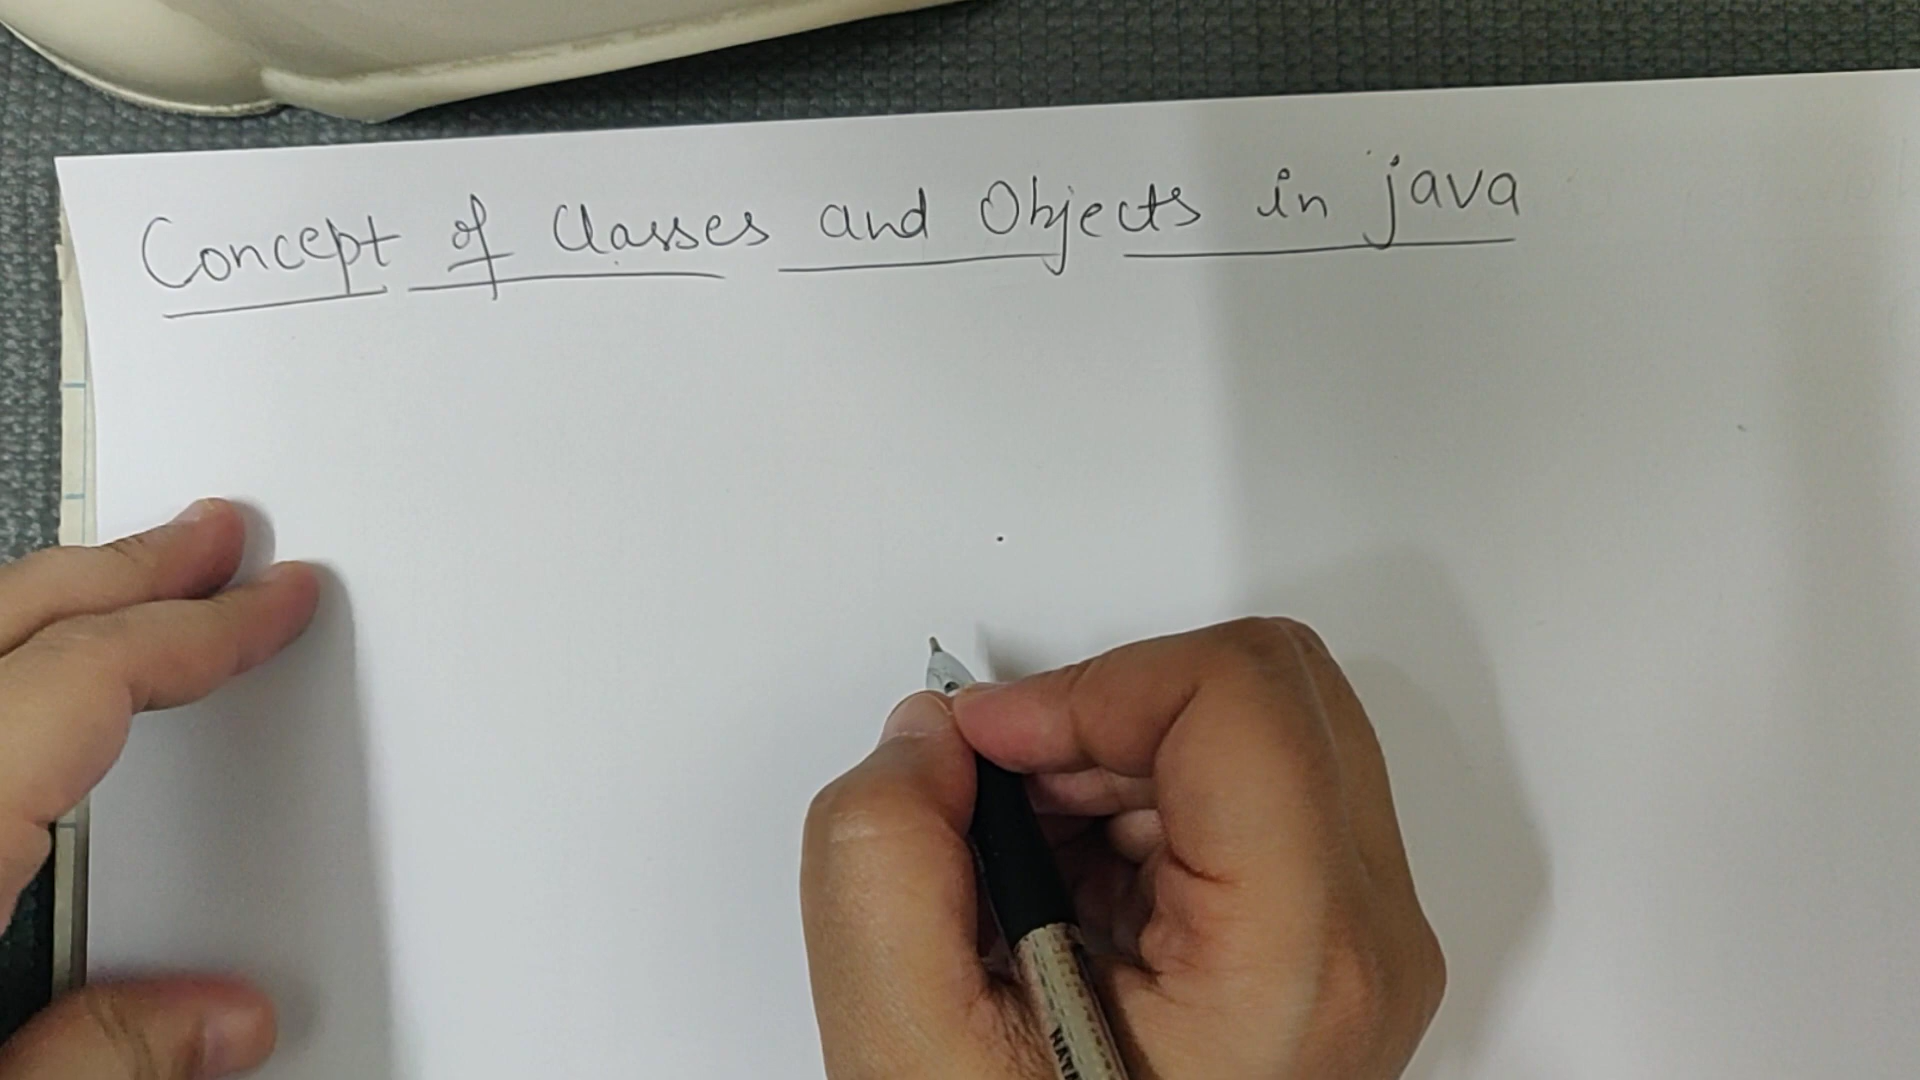 Concept of Classes and Objects in java